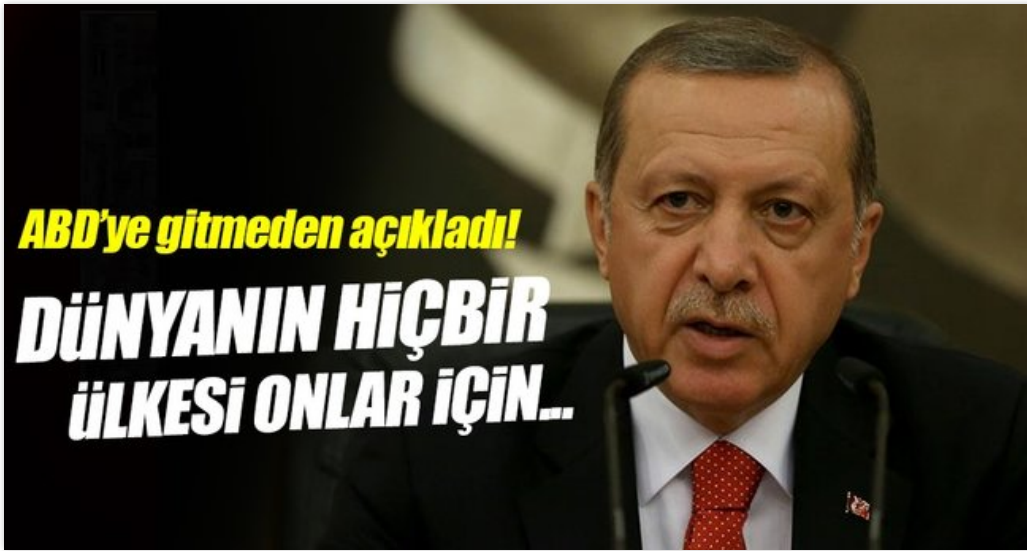 ABD'ye gitmeden açıkladı!
DÜNYANIN HİÇBİR
ÜLKESİ ONLAR İÇİN...